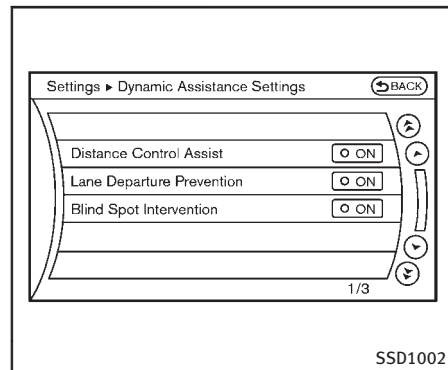 Settings ▸ Dynamic Assistance Settings BACK
Distance Control Assist ON
Lane Departure Prevention ON
Blind Spot Intervention ON
1/3
SSD1002